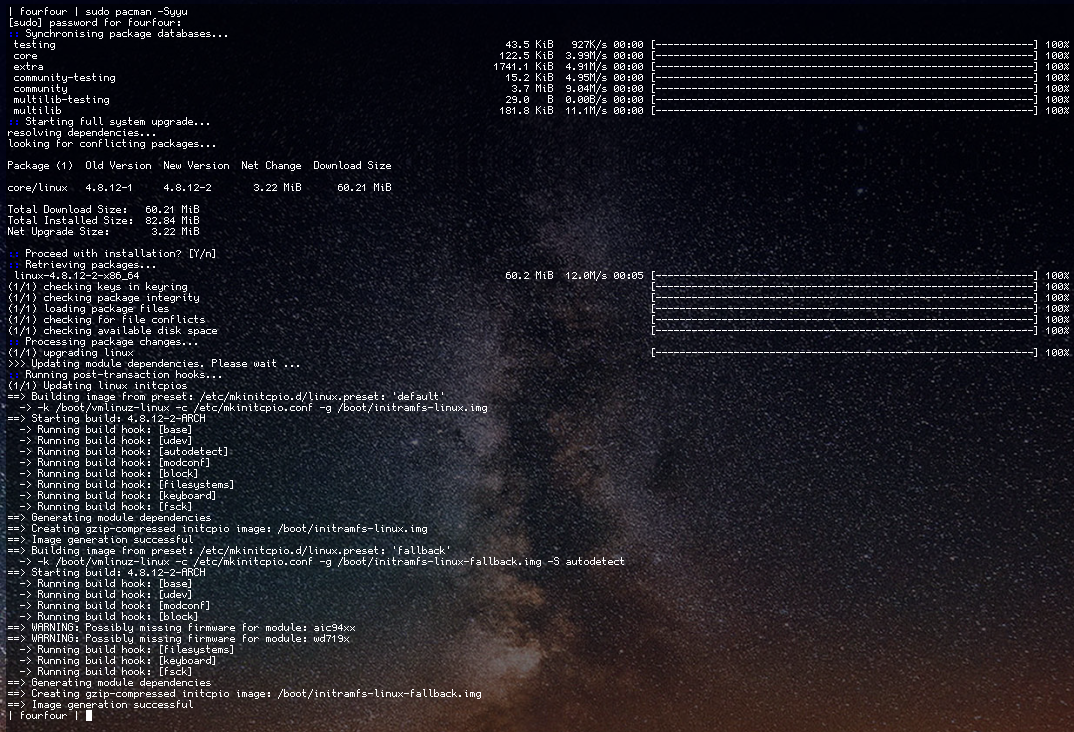 | fourfour | sudo pacman -Syyu
[sudo] password for fourfour:
:: Synchronising package databases...
testing 43.5 KiB 927K/s 00:00 [----------------------------------------------------------------] 100%
core 122.5 KiB 3.99M/s 00:00 [----------------------------------------------------------------] 100%
extra 1741.1 KiB 4.91M/s 00:00 [----------------------------------------------------------------] 100%
community-testing 15.2 KiB 4.95M/s 00:00 [----------------------------------------------------------------] 100%
community 3.7 MiB 9.04M/s 00:00 [----------------------------------------------------------------] 100%
multilib-testing 29.0 B 0.00B/s 00:00 [----------------------------------------------------------------] 100%
multilib 181.8 KiB 11.1M/s 00:00 [----------------------------------------------------------------] 100%
:: Starting full system upgrade...
resolving dependencies...
looking for conflicting packages...
Package (1) Old Version New Version Net Change Download Size
core/linux 4.8.12-1 4.8.12-2 3.22 MiB 60.21 MiB
Total Download Size: 60.21 MiB
Total Installed Size: 82.84 MiB
Net Upgrade Size: 3.22 MiB
:: Proceed with installation? [Y/n]
:: Retrieving packages...
linux-4.8.12-2-x86_64 60.2 MiB 12.0M/s 00:05 [----------------------------------------------------------------] 100%
(1/1) checking keys in keyring [----------------------------------------------------------------] 100%
(1/1) checking package integrity [----------------------------------------------------------------] 100%
(1/1) loading package files [----------------------------------------------------------------] 100%
(1/1) checking for file conflicts [----------------------------------------------------------------] 100%
(1/1) checking available disk space [----------------------------------------------------------------] 100%
:: Processing package changes...
(1/1) upgrading linux [----------------------------------------------------------------] 100%
>>> Updating module dependencies. Please wait ...
:: Running post-transaction hooks...
(1/1) Updating linux initcpios
==> Building image from preset: /etc/mkinitcpio.d/linux.preset: 'default'
-> -k /boot/vmlinuz-linux -c /etc/mkinitcpio.conf -g /boot/initramfs-linux.img
==> Starting build: 4.8.12-2-ARCH
-> Running build hook: [base]
-> Running build hook: [udev]
-> Running build hook: [autodetect]
-> Running build hook: [modconf]
-> Running build hook: [block]
-> Running build hook: [filesystems]
-> Running build hook: [keyboard]
-> Running build hook: [fsck]
==> Generating module dependencies
==> Creating gzip-compressed initcpio image: /boot/initramfs-linux.img
==> Image generation successful
==> Building image from preset: /etc/mkinitcpio.d/linux.preset: 'fallback'
-> -k /boot/vmlinuz-linux -c /etc/mkinitcpio.conf -g /boot/initramfs-linux-fallback.img -S autodetect
==> Starting build: 4.8.12-2-ARCH
-> Running build hook: [base]
-> Running build hook: [udev]
-> Running build hook: [modconf]
-> Running build hook: [block]
==> WARNING: Possibly missing firmware for module: aic94xx
==> WARNING: Possibly missing firmware for module: wd719x
-> Running build hook: [filesystems]
-> Running build hook: [keyboard]
-> Running build hook: [fsck]
==> Generating module dependencies
==> Creating gzip-compressed initcpio image: /boot/initramfs-linux-fallback.img
==> Image generation successful
| fourfour |